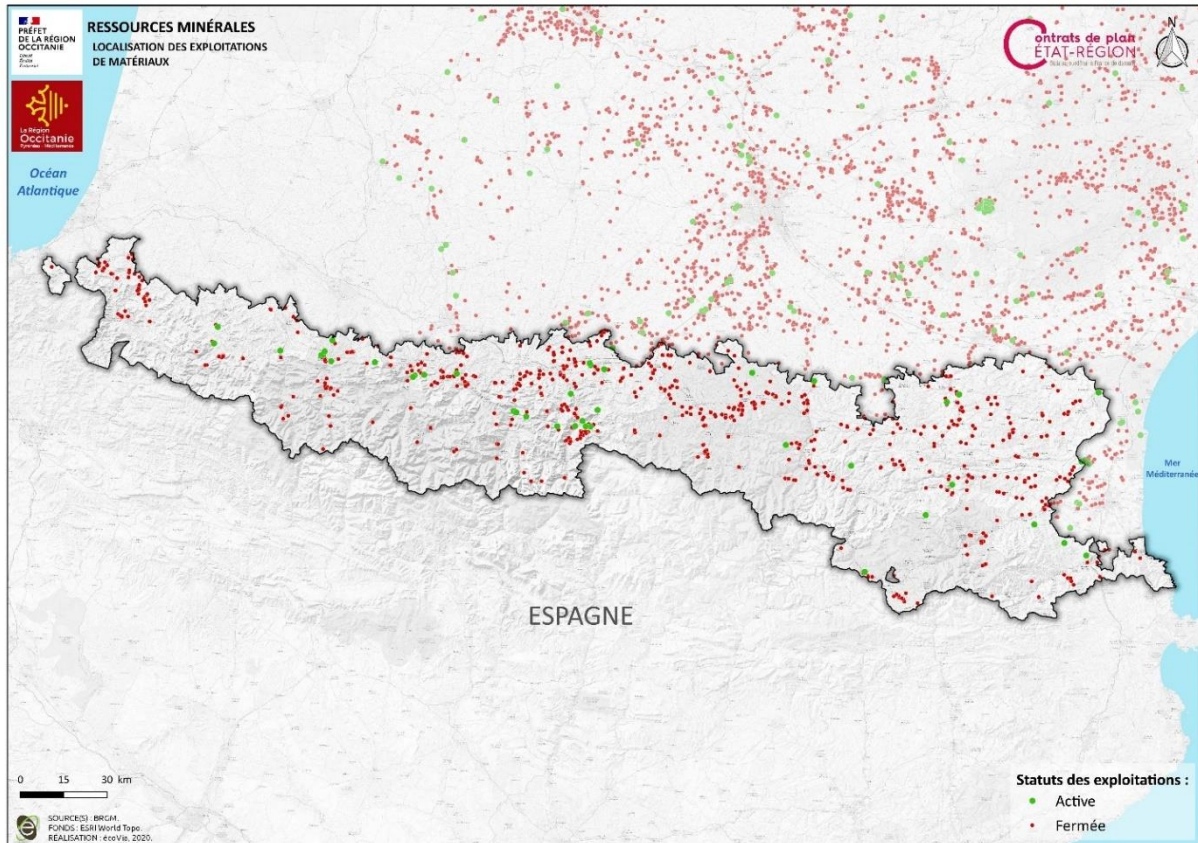 PRÉFET
DE LA RÉGION
OCCITANIE
RESSOURCES MINÉRALES
LOCALISATION DES EXPLOITATIONS
DE MATÉRIAUX
Contrats de plan
ÉTAT-RÉGION
N
La Région
Occitanie
Pyrénées - Méditerranée
Océan
Atlantique
Mer
Méditerranée
ESPAGNE
0 15 30 km
SOURCE(S) : BRGM.
FONDS : ESRI World Topo.
RÉALISATION : écoVia, 2020.
Statuts des exploitations :
Active
Fermée